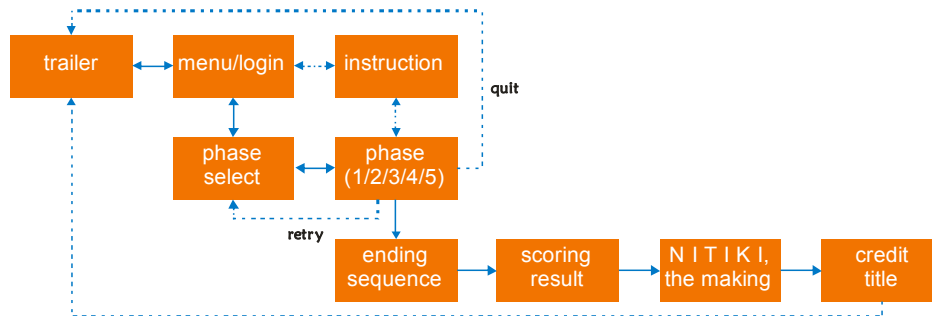 trailer
menu/login
instruction
quit
phase
select
phase
(1/2/3/4/5)
retry
ending
sequence
scoring
result
N I T I K I,
the making
credit
title